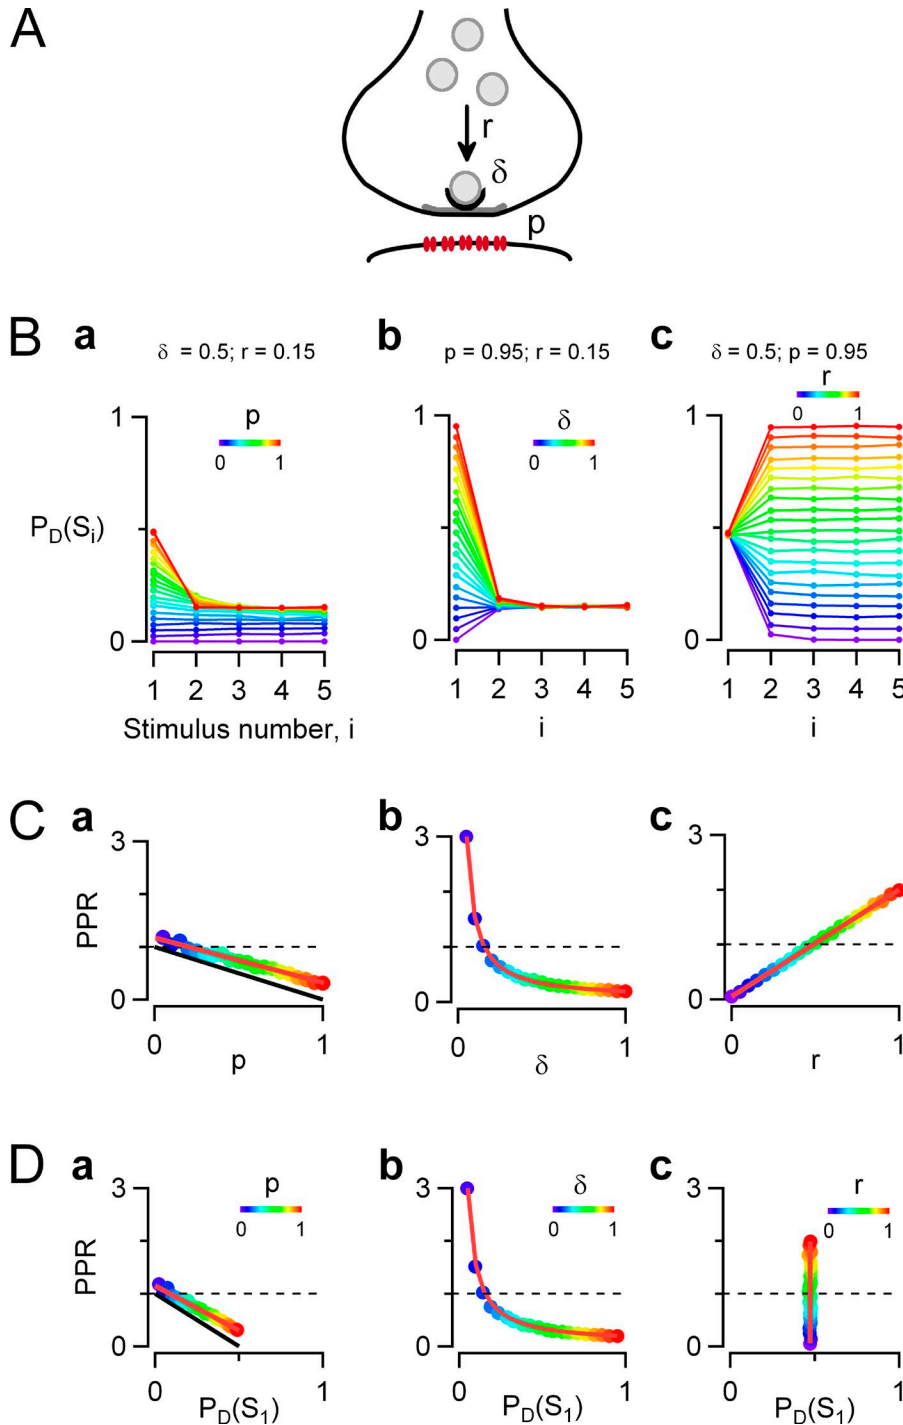 A
r
δ
p
B
a b c
δ = 0.5; r = 0.15 p = 0.95; r = 0.15 δ = 0.5; p = 0.95
p δ r
0 1 0 1 0 1
1 1 1
P_D(S_i)
0 0 0
1 2 3 4 5 1 2 3 4 5 1 2 3 4 5
Stimulus number, i i i
C
a b c
3 3 3
PPR
0 0 0
0 1 0 1 0 1
p δ r
D
a b c
p δ r
3 0 1 3 0 1 3 0 1
PPR
0 0 0
0 1 0 1 0 1
P_D(S_1) P_D(S_1) P_D(S_1)